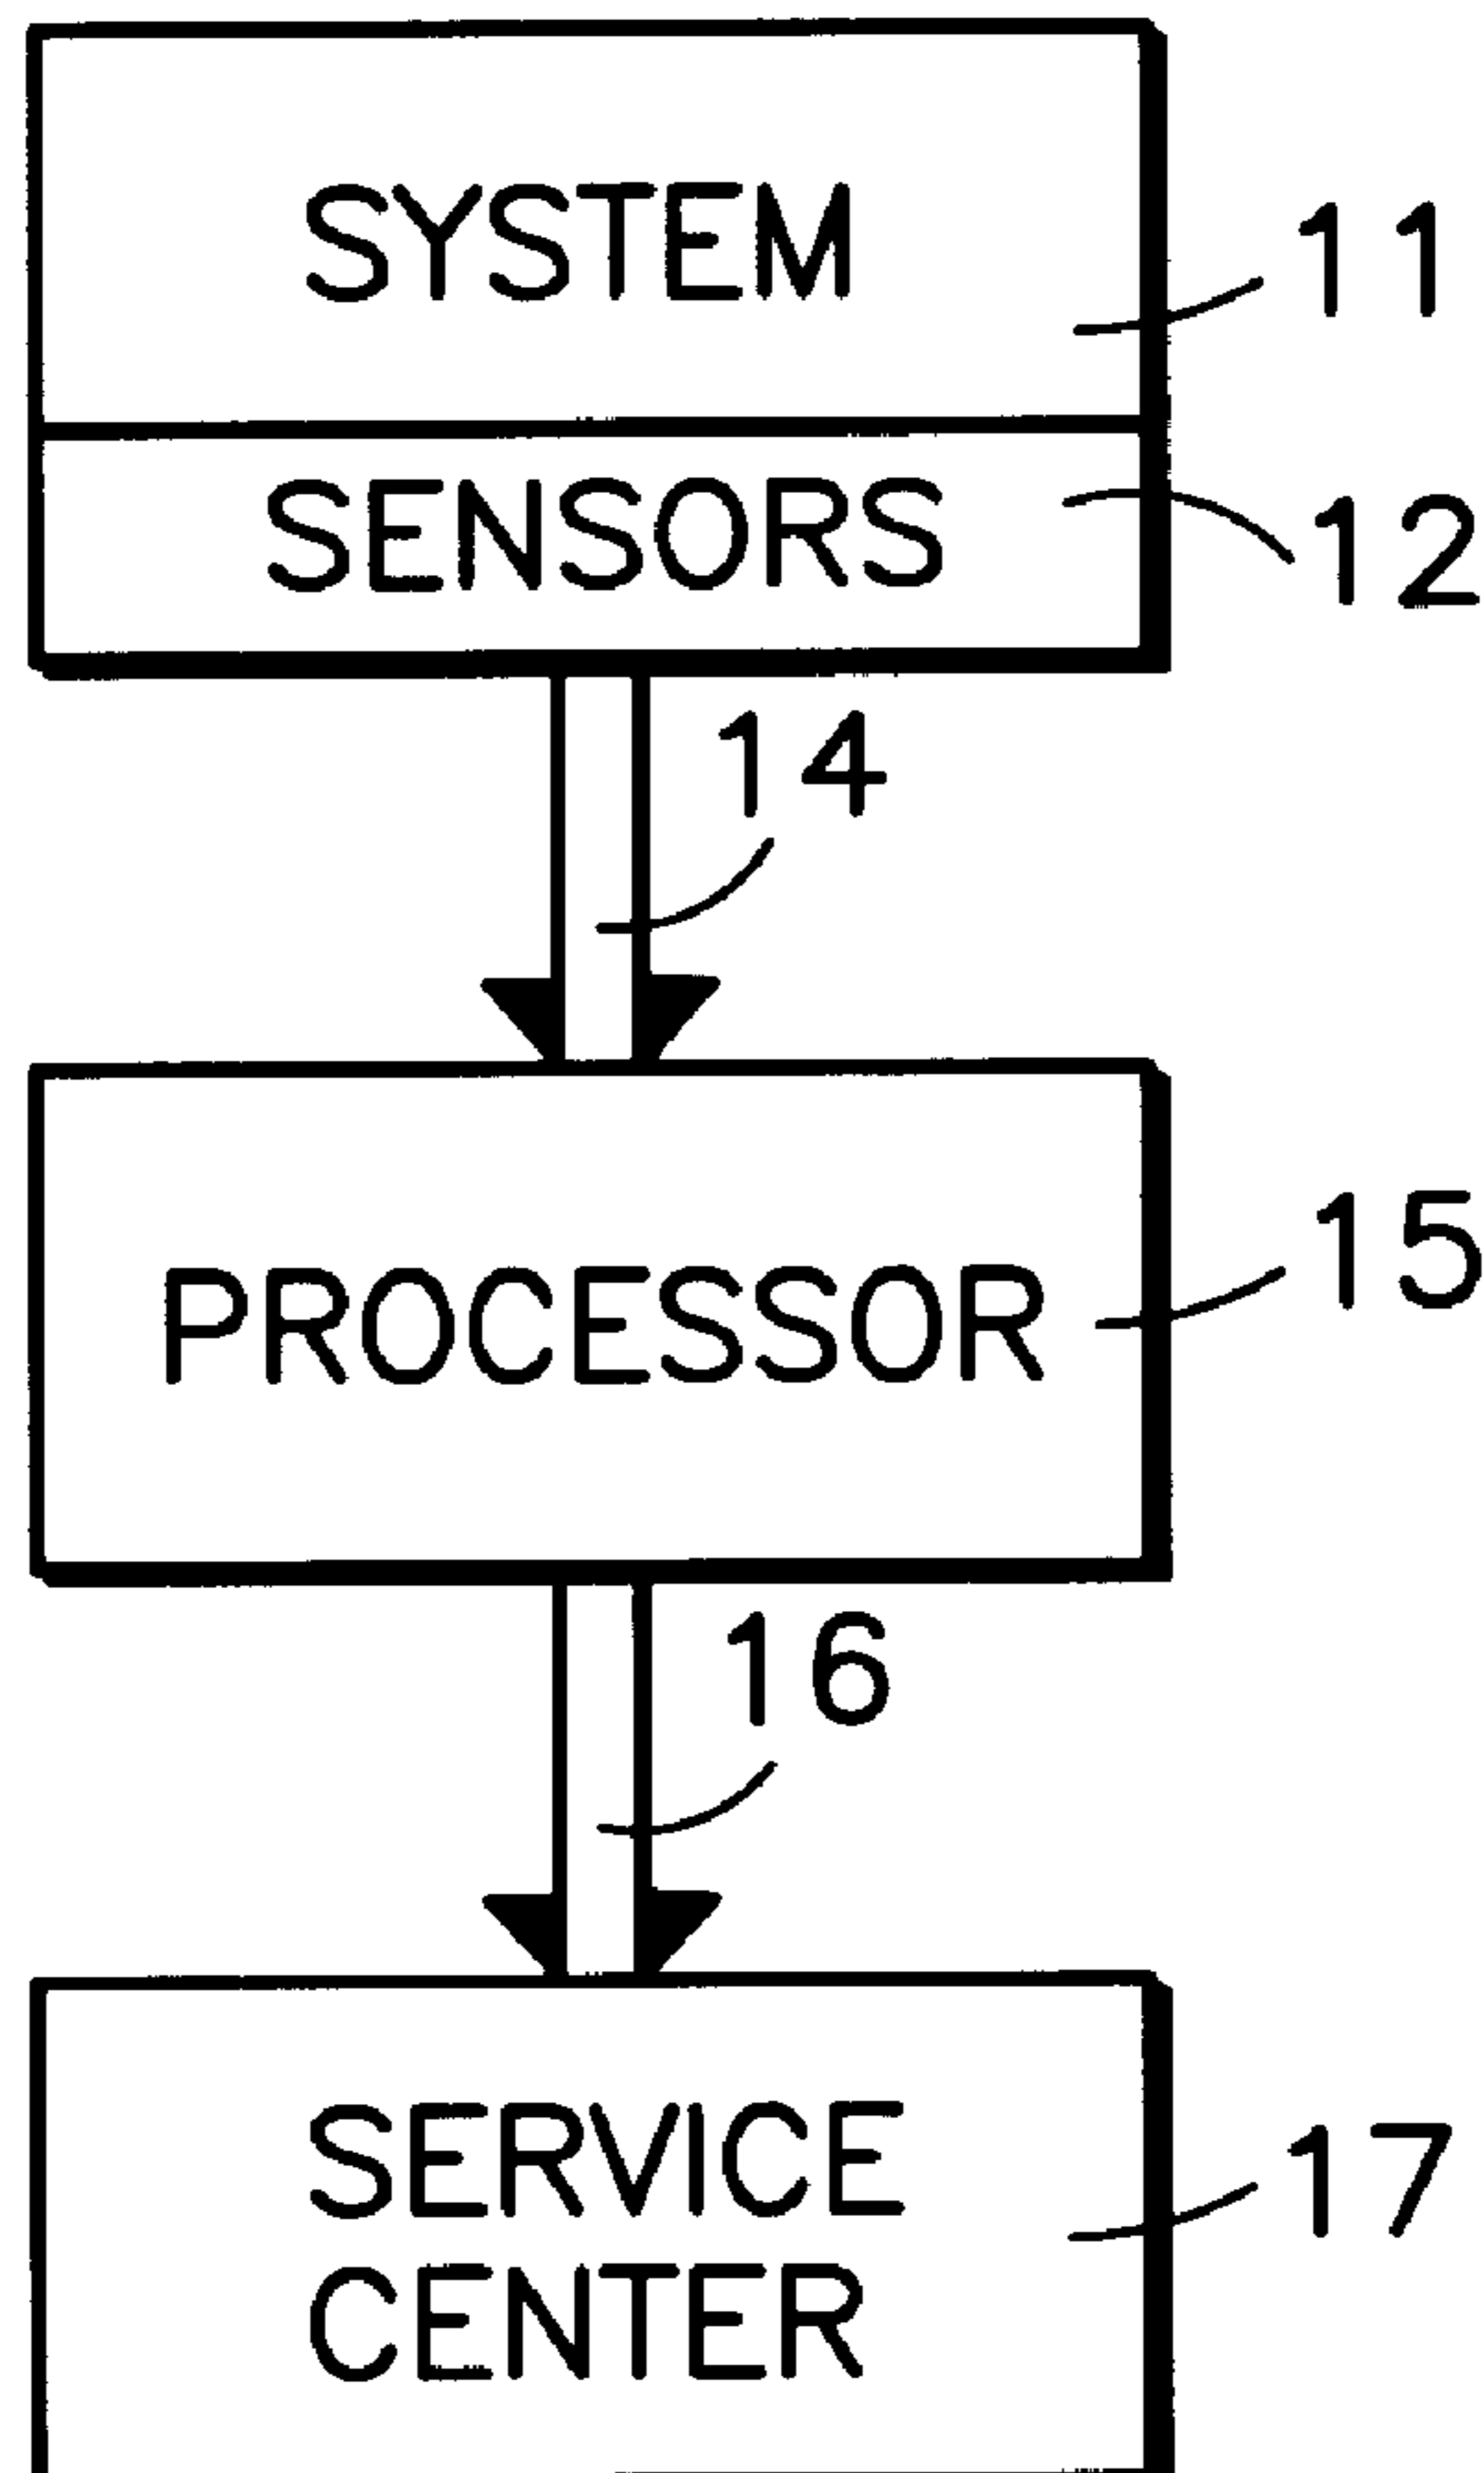 SYSTEM
11
SENSORS
12
14
PROCESSOR
15
16
SERVICE
CENTER
17